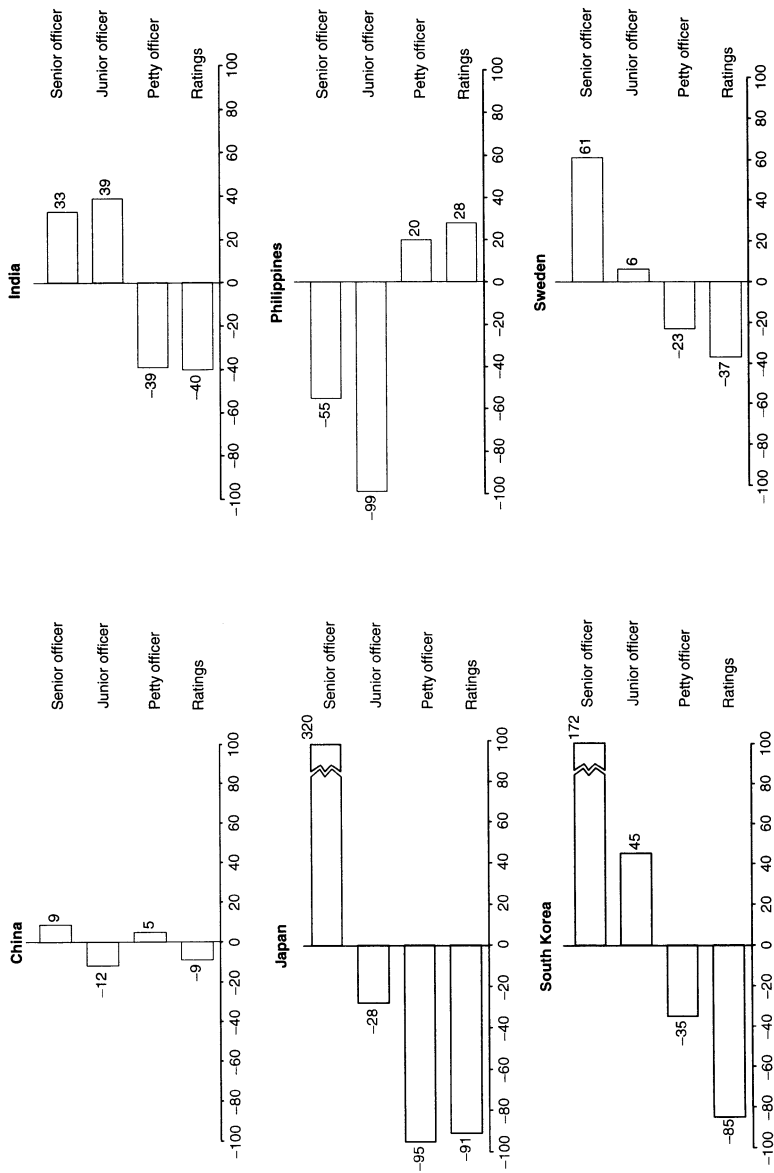 China
9 Senior officer
−12 Junior officer
5 Petty officer
−9 Ratings
−100 −80 −60 −40 −20 0 20 40 60 80 100
India
33 Senior officer
39 Junior officer
−39 Petty officer
−40 Ratings
−100 −80 −60 −40 −20 0 20 40 60 80 100
Japan
320 Senior officer
−28 Junior officer
−95 Petty officer
−91 Ratings
−100 −80 −60 −40 −20 0 20 40 60 80 100
Philippines
−55 Senior officer
−99 Junior officer
20 Petty officer
28 Ratings
−100 −80 −60 −40 −20 0 20 40 60 80 100
South Korea
172 Senior officer
45 Junior officer
−35 Petty officer
−85 Ratings
−100 −80 −60 −40 −20 0 20 40 60 80 100
Sweden
61 Senior officer
6 Junior officer
−23 Petty officer
−37 Ratings
−100 −80 −60 −40 −20 0 20 40 60 80 100